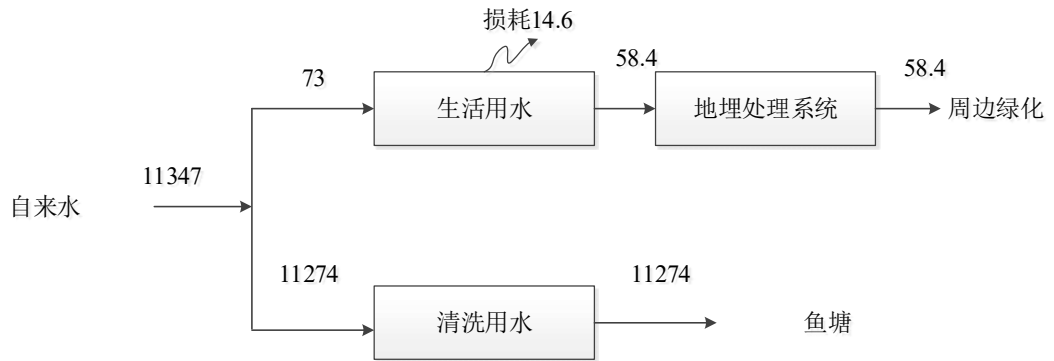 损耗14.6
73
58.4
58.4
生活用水
地埋处理系统
周边绿化
11347
自来水
11274
11274
清洗用水
鱼塘